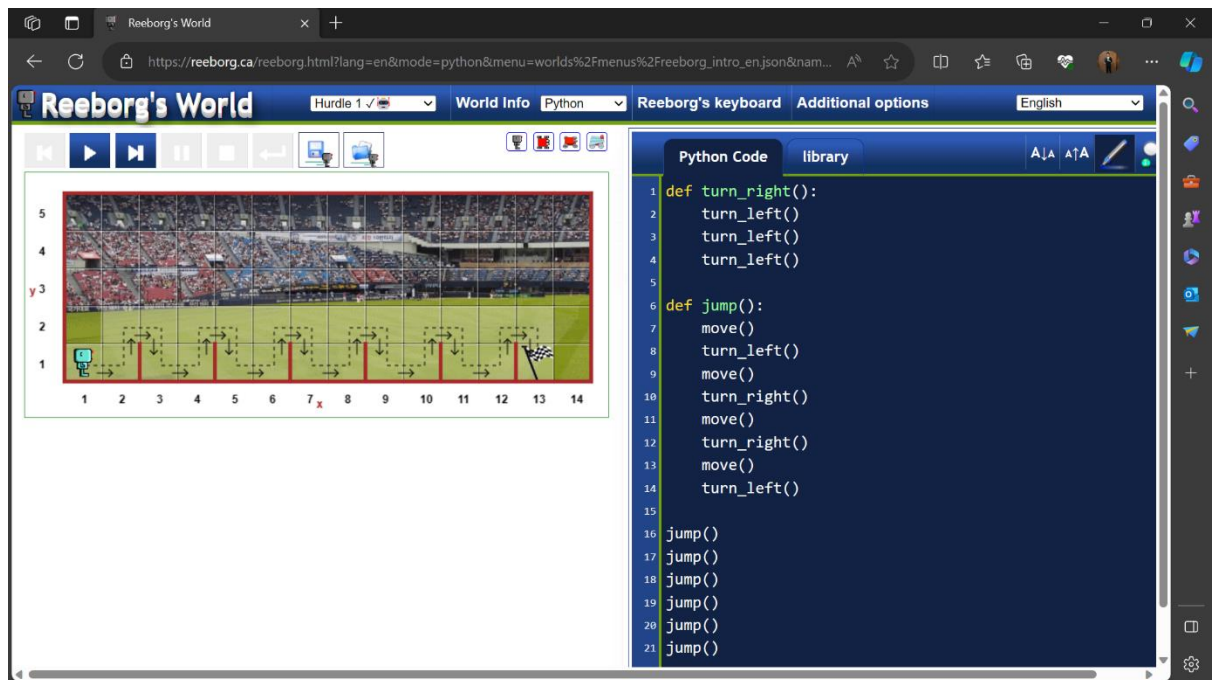 Reeborg's World
https://reeborg.ca/reeborg.html?lang=en&mode=python&menu=worlds%2Fmenus%2Freeborg_intro_en.json&nam...
Reeborg's World
Hurdle 1 ✓
World Info
Python
Reeborg's keyboard
Additional options
English
Python Code
library
A↓A
A↑A
1 def turn_right():
2 turn_left()
3 turn_left()
4 turn_left()
5
6 def jump():
7 move()
8 turn_left()
9 move()
10 turn_right()
11 move()
12 turn_right()
13 move()
14 turn_left()
15
16 jump()
17 jump()
18 jump()
19 jump()
20 jump()
21 jump()
5
4
y 3
2
1
1 2 3 4 5 6 7 x 8 9 10 11 12 13 14